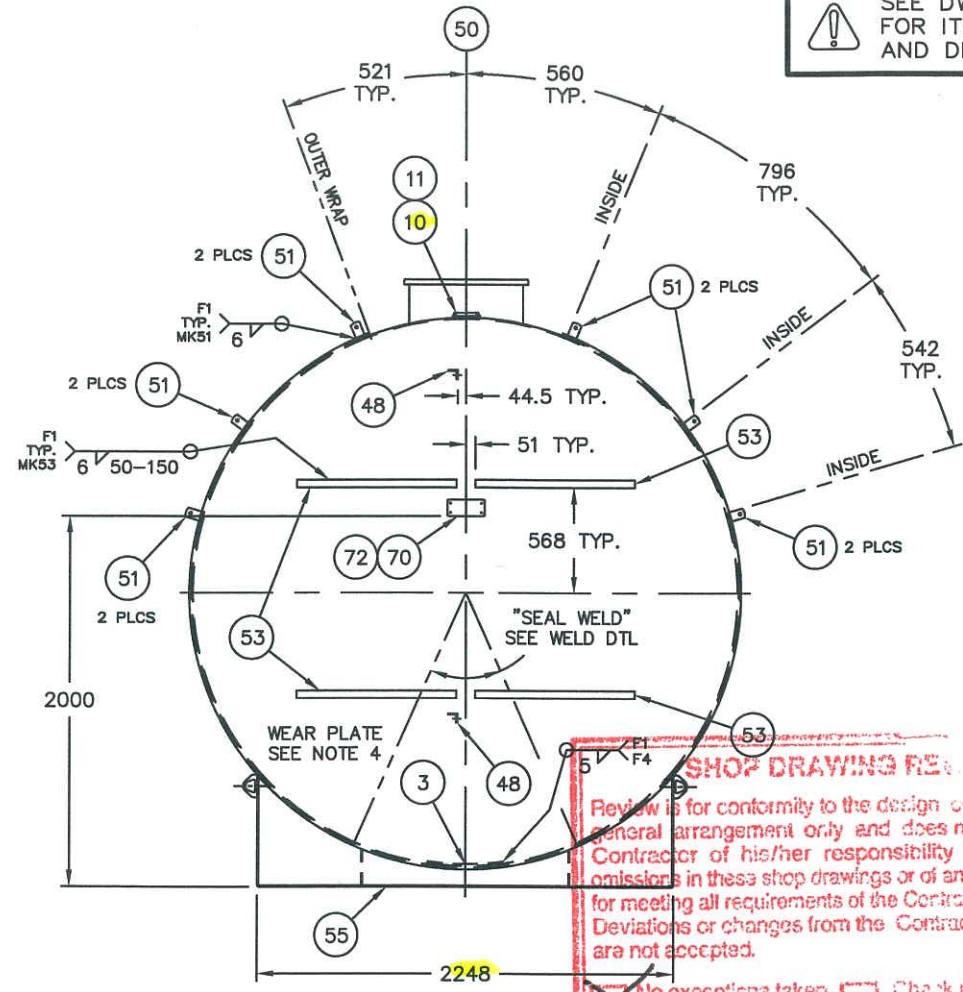 SEE DW
FOR IT
AND DI
50
521
TYP.
560
TYP.
796
TYP.
542
TYP.
OUTER WRAP
INSIDE
INSIDE
INSIDE
11
10
2 PLCS 51
51 2 PLCS
F1
TYP.
MK51
6
2 PLCS 51
48
44.5 TYP.
51 TYP.
53
F1
TYP.
MK53
6 50-150
72 70
568 TYP.
51
2 PLCS
51 2 PLCS
53
"SEAL WELD"
SEE WELD DTL
2000
WEAR PLATE
SEE NOTE 4
3
48
53
5
F1
F4
55
2248
SHOP DRAWING REV
Review is for conformity to the design
general arrangement only and does
Contractor of his/her responsibility
omissions in these shop drawings or of
for meeting all requirements of the
Deviations or changes from the
are not accepted.
No exceptions taken